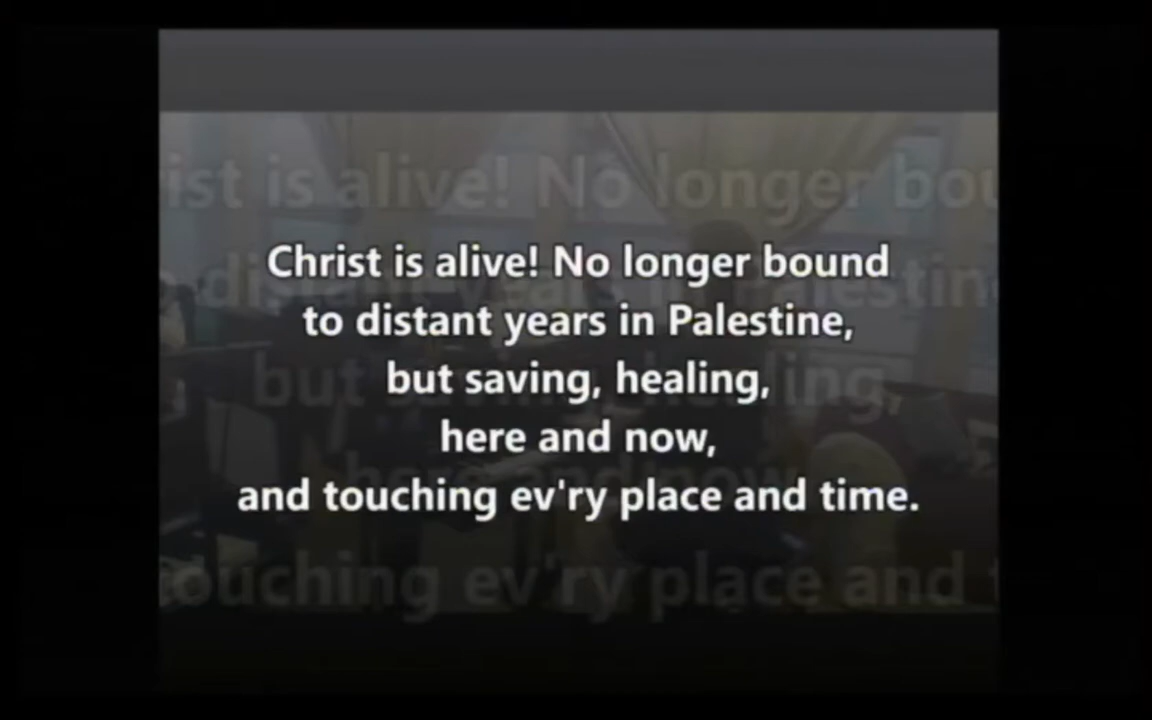 Christ is alive! No longer bound
to distant years in Palestine,
but saving, healing,
here and now,
and touching ev'ry place and time.